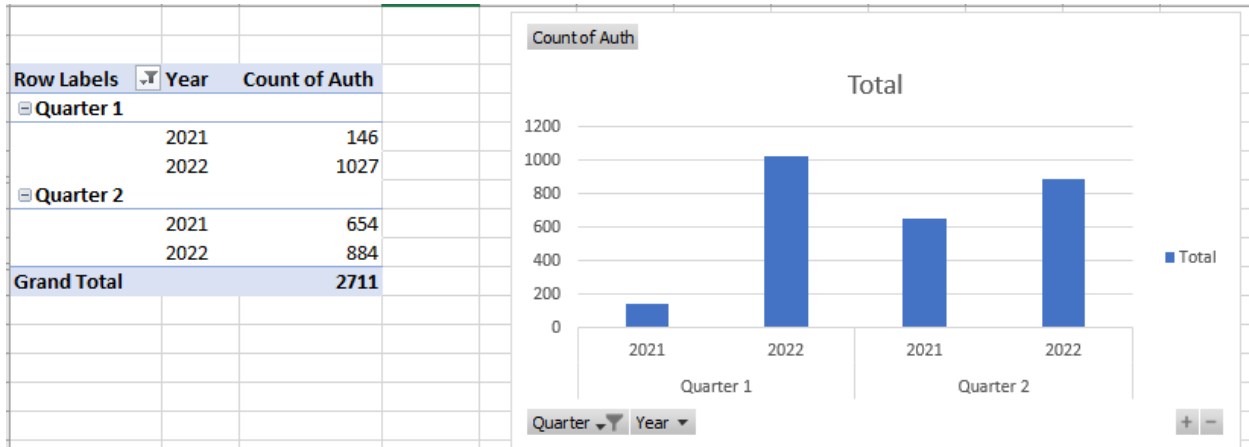 Row Labels Year Count of Auth
Quarter 1
2021 146
2022 1027
Quarter 2
2021 654
2022 884
Grand Total 2711
Count of Auth
Total
1200
1000
800
600
400
200
0
2021 2022 2021 2022
Quarter 1 Quarter 2
Total
Quarter Year
+ -